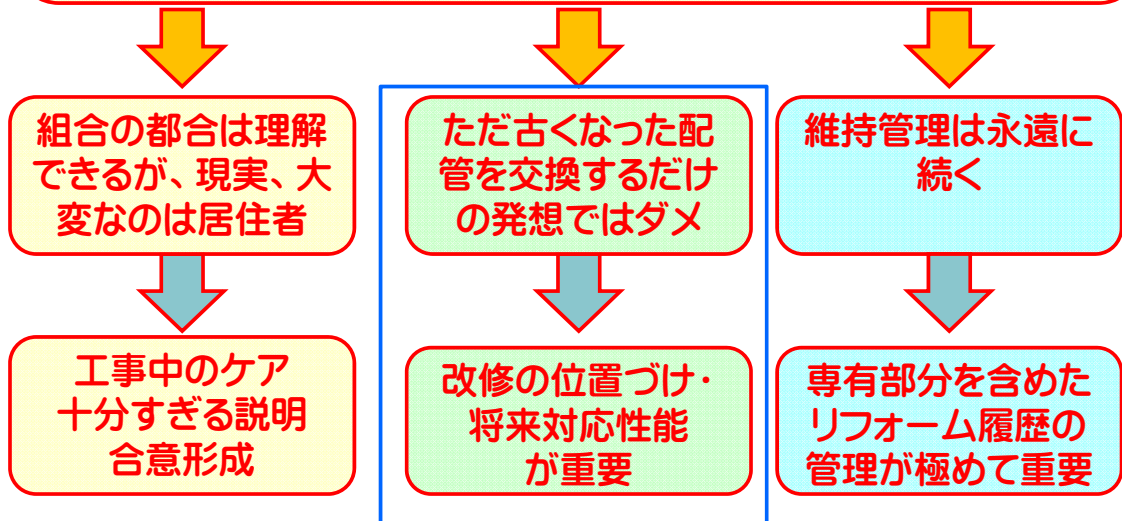 組合の都合は理解
できるが、現実、大
変なのは居住者
ただ古くなった配
管を交換するだけ
の発想ではダメ
維持管理は永遠に
続く
工事中のケア
十分すぎる説明
合意形成
改修の位置づけ・
将来対応性能
が重要
専有部分を含めた
リフォーム履歴の
管理が極めて重要